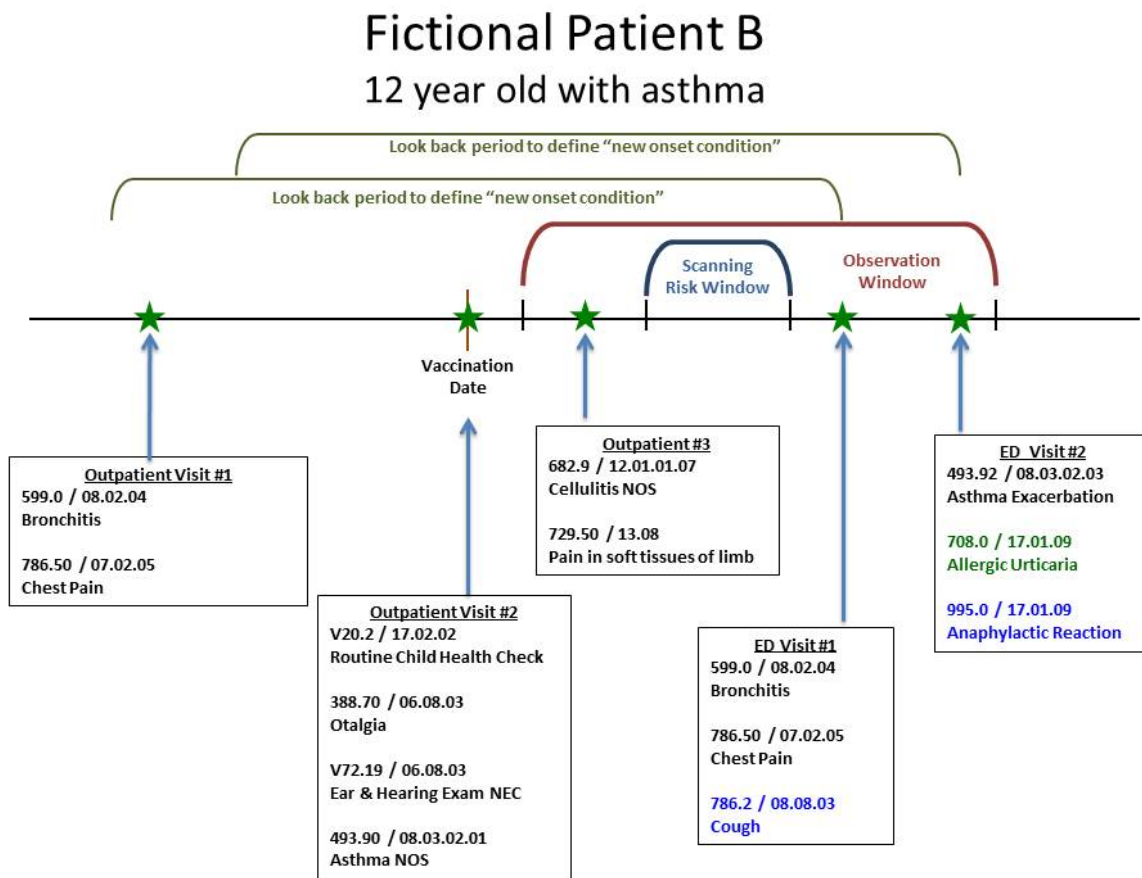 Fictional Patient B
12 year old with asthma
Look back period to define “new onset condition”
Look back period to define “new onset condition”
Scanning
Risk Window
Observation
Window
Vaccination
Date
Outpatient Visit #1
599.0 / 08.02.04
Bronchitis
786.50 / 07.02.05
Chest Pain
Outpatient Visit #2
V20.2 / 17.02.02
Routine Child Health Check
388.70 / 06.08.03
Otalgia
V72.19 / 06.08.03
Ear & Hearing Exam NEC
493.90 / 08.03.02.01
Asthma NOS
Outpatient #3
682.9 / 12.01.01.07
Cellulitis NOS
729.50 / 13.08
Pain in soft tissues of limb
ED Visit #1
599.0 / 08.02.04
Bronchitis
786.50 / 07.02.05
Chest Pain
786.2 / 08.08.03
Cough
ED Visit #2
493.92 / 08.03.02.03
Asthma Exacerbation
708.0 / 17.01.09
Allergic Urticaria
995.0 / 17.01.09
Anaphylactic Reaction